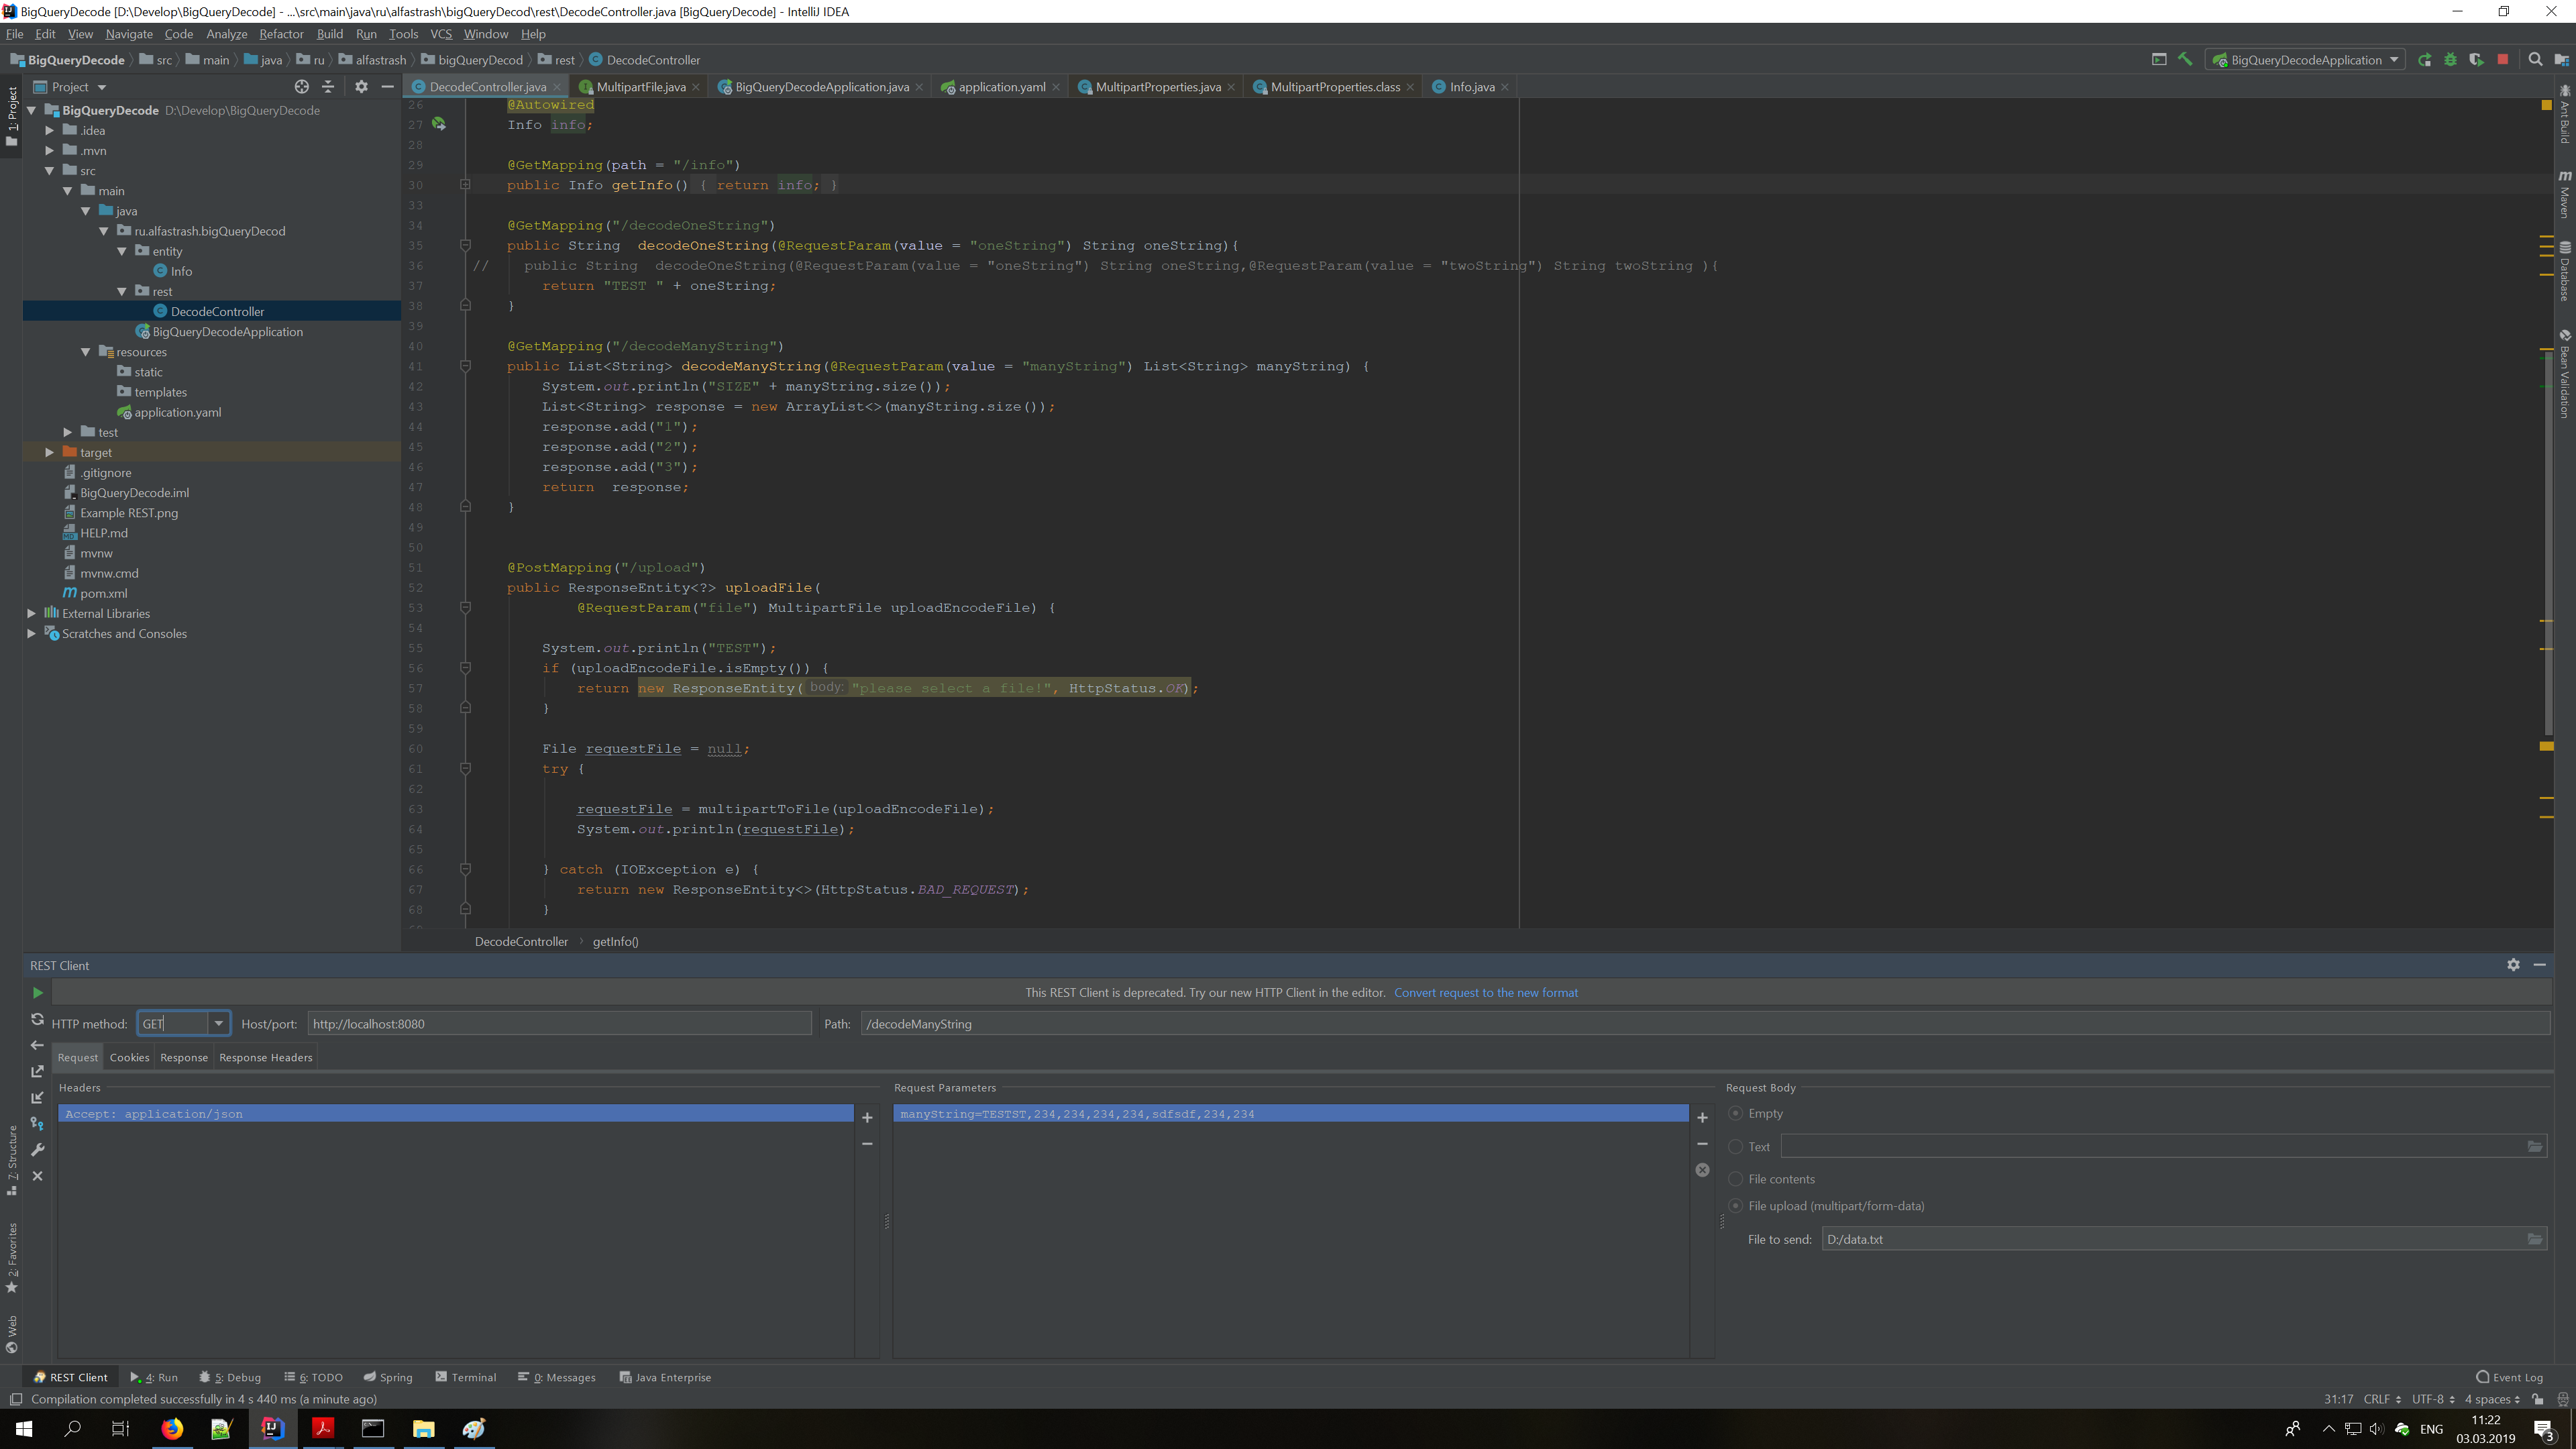 BigQueryDecode [D:\Develop\BigQueryDecode] - ...\src\main\java\ru\alfastrash\bigQueryDecod\rest\DecodeController.java [BigQueryDecode] - IntelliJ IDEA
File Edit View Navigate Code Analyze Refactor Build Run Tools VCS Window Help
BigQueryDecode src main java ru alfastrash bigQueryDecod rest DecodeController BigQueryDecodeApplication
Project
DecodeController.java MultipartFile.java BigQueryDecodeApplication.java application.yaml MultipartProperties.java MultipartProperties.class Info.java
1: Project
BigQueryDecode D:\Develop\BigQueryDecode
.idea
.mvn
src
main
java
ru.alfastrash.bigQueryDecod
entity
Info
rest
DecodeController
BigQueryDecodeApplication
resources
static
templates
application.yaml
test
target
.gitignore
BigQueryDecode.iml
Example REST.png
HELP.md
mvnw
mvnw.cmd
pom.xml
External Libraries
Scratches and Consoles
26 @Autowired
27 Info info;
28
29 @GetMapping(path = "/info")
30 public Info getInfo() { return info; }
33
34 @GetMapping("/decodeOneString")
35 public String  decodeOneString(@RequestParam(value = "oneString") String oneString){
36 //    public String  decodeOneString(@RequestParam(value = "oneString") String oneString,@RequestParam(value = "twoString") String twoString ){
37 return "TEST " + oneString;
38 }
39
40 @GetMapping("/decodeManyString")
41 public List<String> decodeManyString(@RequestParam(value = "manyString") List<String> manyString) {
42 System.out.println("SIZE" + manyString.size());
43 List<String> response = new ArrayList<>(manyString.size());
44 response.add("1");
45 response.add("2");
46 response.add("3");
47 return  response;
48 }
49
50
51 @PostMapping("/upload")
52 public ResponseEntity<?> uploadFile(
53 @RequestParam("file") MultipartFile uploadEncodeFile) {
54
55 System.out.println("TEST");
56 if (uploadEncodeFile.isEmpty()) {
57 return new ResponseEntity( body: "please select a file!", HttpStatus.OK);
58 }
59
60 File requestFile = null;
61 try {
62
63 requestFile = multipartToFile(uploadEncodeFile);
64 System.out.println(requestFile);
65
66 } catch (IOException e) {
67 return new ResponseEntity<>(HttpStatus.BAD_REQUEST);
68 }
DecodeController getInfo()
Ant Build
Maven
Database
Bean Validation
REST Client
This REST Client is deprecated. Try our new HTTP Client in the editor. Convert request to the new format
HTTP method: GET Host/port: http://localhost:8080 Path: /decodeManyString
Request Cookies Response Response Headers
Headers Request Parameters Request Body
Accept: application/json manyString=TESTST,234,234,234,234,sdfsdf,234,234 Empty
Text
File contents
File upload (multipart/form-data)
File to send: D:/data.txt
7: Structure
2: Favorites
Web
REST Client 4: Run 5: Debug 6: TODO Spring Terminal 0: Messages Java Enterprise Event Log
Compilation completed successfully in 4 s 440 ms (a minute ago) 31:17 CRLF UTF-8 4 spaces
ENG 11:22
03.03.2019 3